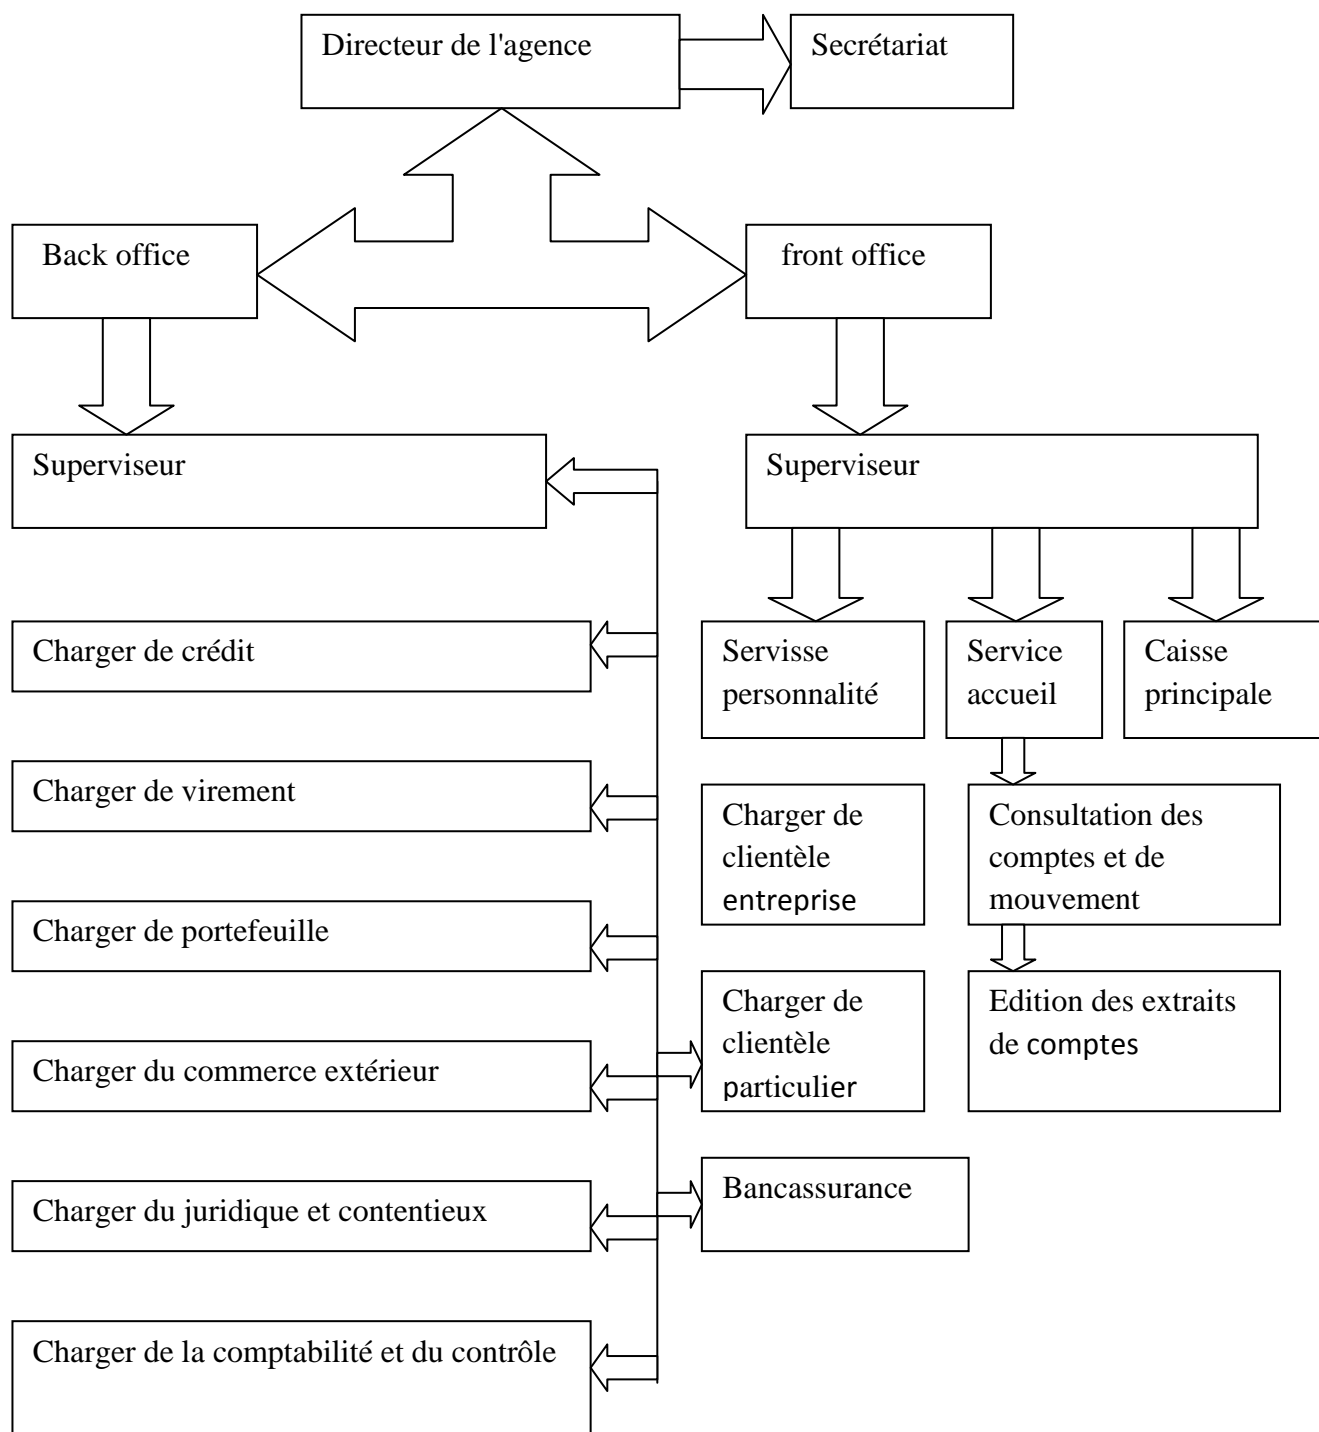 Directeur de l'agence
Secrétariat
Back office
front office
Superviseur
Superviseur
Charger de crédit
Servisse
personnalité
Service
accueil
Caisse
principale
Charger de virement
Charger de
clientèle
entreprise
Consultation des
comptes et de
mouvement
Charger de portefeuille
Charger de
clientèle
particulier
Edition des extraits
de comptes
Charger du commerce extérieur
Bancassurance
Charger du juridique et contentieux
Charger de la comptabilité et du contrôle